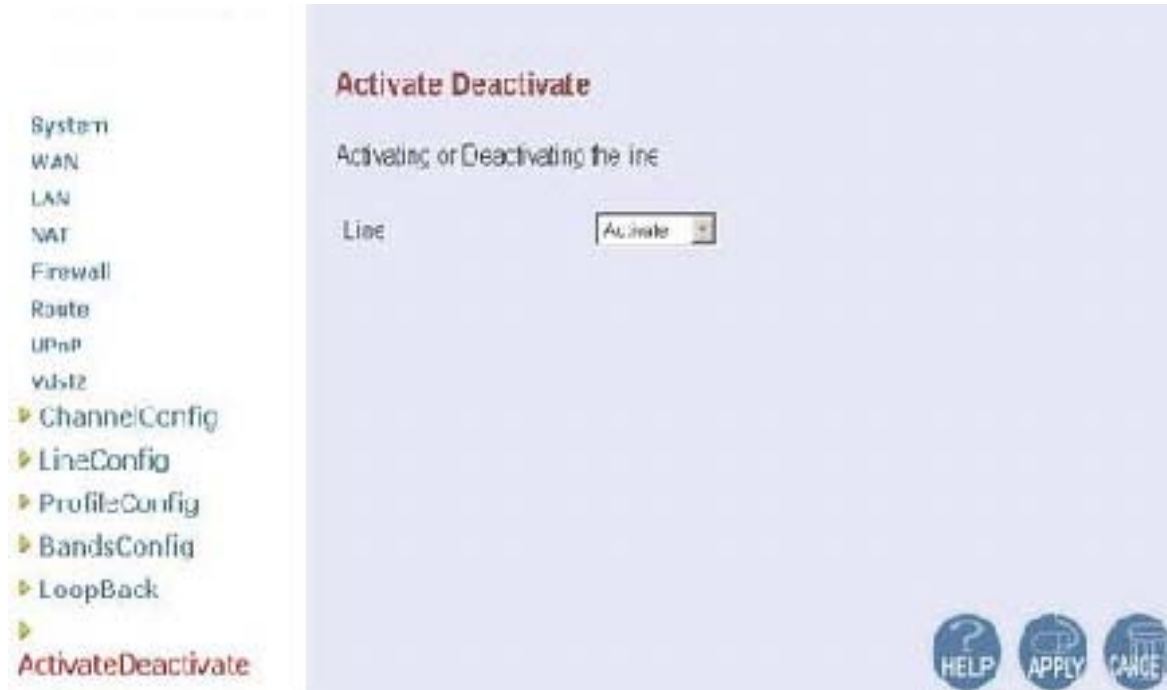 System
WAN
LAN
NAT
Firewall
Route
UPnP
Vdsl2
ChannelConfig
LineConfig
ProfileConfig
BandsConfig
LoopBack
ActivateDeactivate
Activate Deactivate
Activating or Deactivating the line
Line
Activate
HELP
APPLY
CANCE